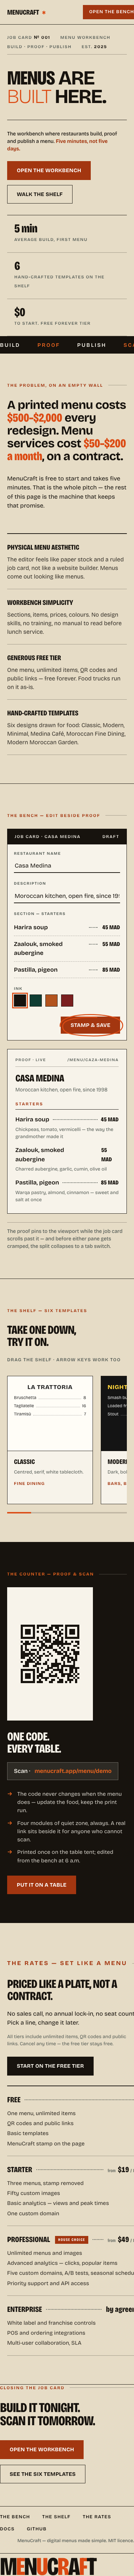 MENUCRAFT
OPEN THE BENCH
JOB CARD Nº 001 MENU WORKBENCH
BUILD · PROOF · PUBLISH EST. 2025
MENUS ARE
BUILT HERE.
The workbench where restaurants build, proof
and publish a menu. Five minutes, not five
days.
OPEN THE WORKBENCH
WALK THE SHELF
5 min
AVERAGE BUILD, FIRST MENU
6
HAND-CRAFTED TEMPLATES ON THE
SHELF
$0
TO START. FREE FOREVER TIER
BUILD PROOF PUBLISH SCA
THE PROBLEM, ON AN EMPTY WALL
A printed menu costs
$500–$2,000 every
redesign. Menu
services cost $50–$200
a month, on a contract.
MenuCraft is free to start and takes five
minutes. That is the whole pitch — the rest
of this page is the machine that keeps
that promise.
PHYSICAL MENU AESTHETIC
The editor feels like paper stock and a ruled
job card, not like a website builder. Menus
come out looking like menus.
WORKBENCH SIMPLICITY
Sections, items, prices, colours. No design
skills, no training, no manual to read before
lunch service.
GENEROUS FREE TIER
One menu, unlimited items, QR codes and
public links — free forever. Food trucks run
on it as-is.
HAND-CRAFTED TEMPLATES
Six designs drawn for food: Classic, Modern,
Minimal, Medina Café, Moroccan Fine Dining,
Modern Moroccan Garden.
THE BENCH — EDIT BESIDE PROOF
JOB CARD · CASA MEDINA DRAFT
RESTAURANT NAME
Casa Medina
DESCRIPTION
Moroccan kitchen, open since 19
SECTION — STARTERS
Harira soup 45 MAD
Zaalouk, smoked
aubergine 55 MAD
Pastilla, pigeon 85 MAD
INK
STAMP & SAVE
PROOF · LIVE /MENU/CASA-MEDINA
CASA MEDINA
Moroccan kitchen, open since 1998
STARTERS
Harira soup 45 MAD
Chickpeas, tomato, vermicelli — the way the
grandmother made it
Zaalouk, smoked
aubergine 55 MAD
Charred aubergine, garlic, cumin, olive oil
Pastilla, pigeon 85 MAD
Warqa pastry, almond, cinnamon — sweet and
salt at once
The proof pins to the viewport while the job card
scrolls past it — and before either pane gets
cramped, the split collapses to a tab switch.
THE SHELF — SIX TEMPLATES
TAKE ONE DOWN,
TRY IT ON.
DRAG THE SHELF · ARROW KEYS WORK TOO
LA TRATTORIA
Bruschetta 8
Tagliatelle 16
Tiramisù 7
CLASSIC
Centred, serif, white tablecloth.
FINE DINING
NIGHT
Smash bu
Loaded fr
Stout
MODERN
Dark, bol
BARS, B
THE COUNTER — PROOF & SCAN
ONE CODE.
EVERY TABLE.
Scan · menucraft.app/menu/demo
The code never changes when the menu
does — update the food, keep the print
run.
Four modules of quiet zone, always. A real
link sits beside it for anyone who cannot
scan.
Printed once on the table tent; edited
from the bench at 6 a.m.
PUT IT ON A TABLE
THE RATES — SET LIKE A MENU
PRICED LIKE A PLATE, NOT A
CONTRACT.
No sales call, no annual lock-in, no seat count
Pick a line, change it later.
All tiers include unlimited items, QR codes and public
links. Cancel any time — the free tier stays free.
START ON THE FREE TIER
FREE
One menu, unlimited items
QR codes and public links
Basic templates
MenuCraft stamp on the page
STARTER from $19 /
Three menus, stamp removed
Fifty custom images
Basic analytics — views and peak times
One custom domain
PROFESSIONAL HOUSE CHOICE from $49 /
Unlimited menus and images
Advanced analytics — clicks, popular items
Five custom domains, A/B tests, seasonal schedu
Priority support and API access
ENTERPRISE by agree
White label and franchise controls
POS and ordering integrations
Multi-user collaboration, SLA
CLOSING THE JOB CARD
BUILD IT TONIGHT.
SCAN IT TOMORROW.
OPEN THE WORKBENCH
SEE THE SIX TEMPLATES
THE BENCH THE SHELF THE RATES
DOCS GITHUB
MenuCraft — digital menus made simple. MIT licence.
MENUCRAFT